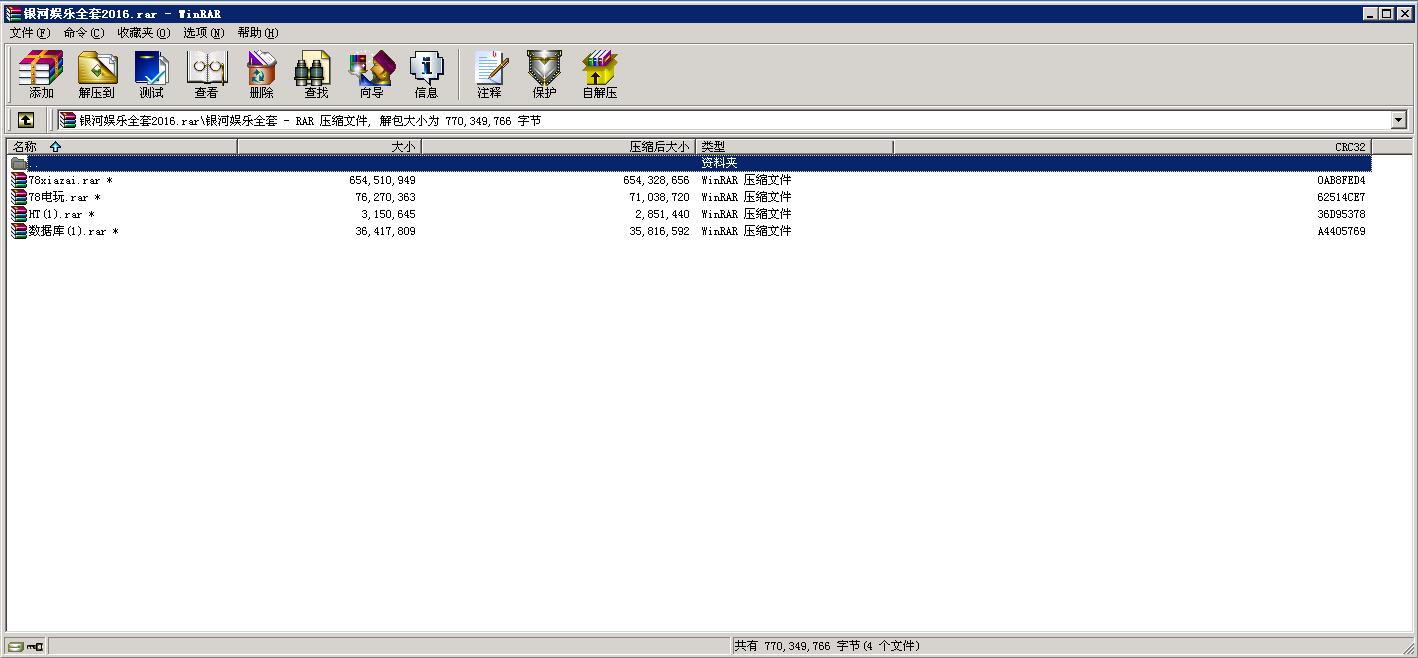 银河娱乐全套2016.rar - WinRAR
文件(F) 命令(C) 收藏夹(O) 选项(N) 帮助(H)
添加 解压到 测试 查看 删除 查找 向导 信息 注释 保护 自解压
银河娱乐全套2016.rar\银河娱乐全套 - RAR 压缩文件, 解包大小为 770,349,766 字节
名称 大小 压缩后大小 类型 CRC32
.. 资料夹
78xiazai.rar * 654,510,949 654,328,656 WinRAR 压缩文件 0AB8FED4
78电玩.rar * 76,270,363 71,038,720 WinRAR 压缩文件 62514CE7
HT(1).rar * 3,150,645 2,851,440 WinRAR 压缩文件 36D95378
数据库(1).rar * 36,417,809 35,816,592 WinRAR 压缩文件 A4405769
共有 770,349,766 字节(4 个文件)